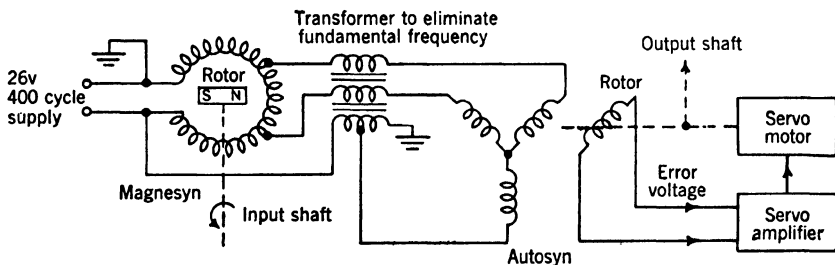 Transformer to eliminate
fundamental frequency
26v
400 cycle
supply
Rotor
S N
Magnesyn
Input shaft
Output shaft
Rotor
Servo
motor
Error
voltage
Servo
amplifier
Autosyn